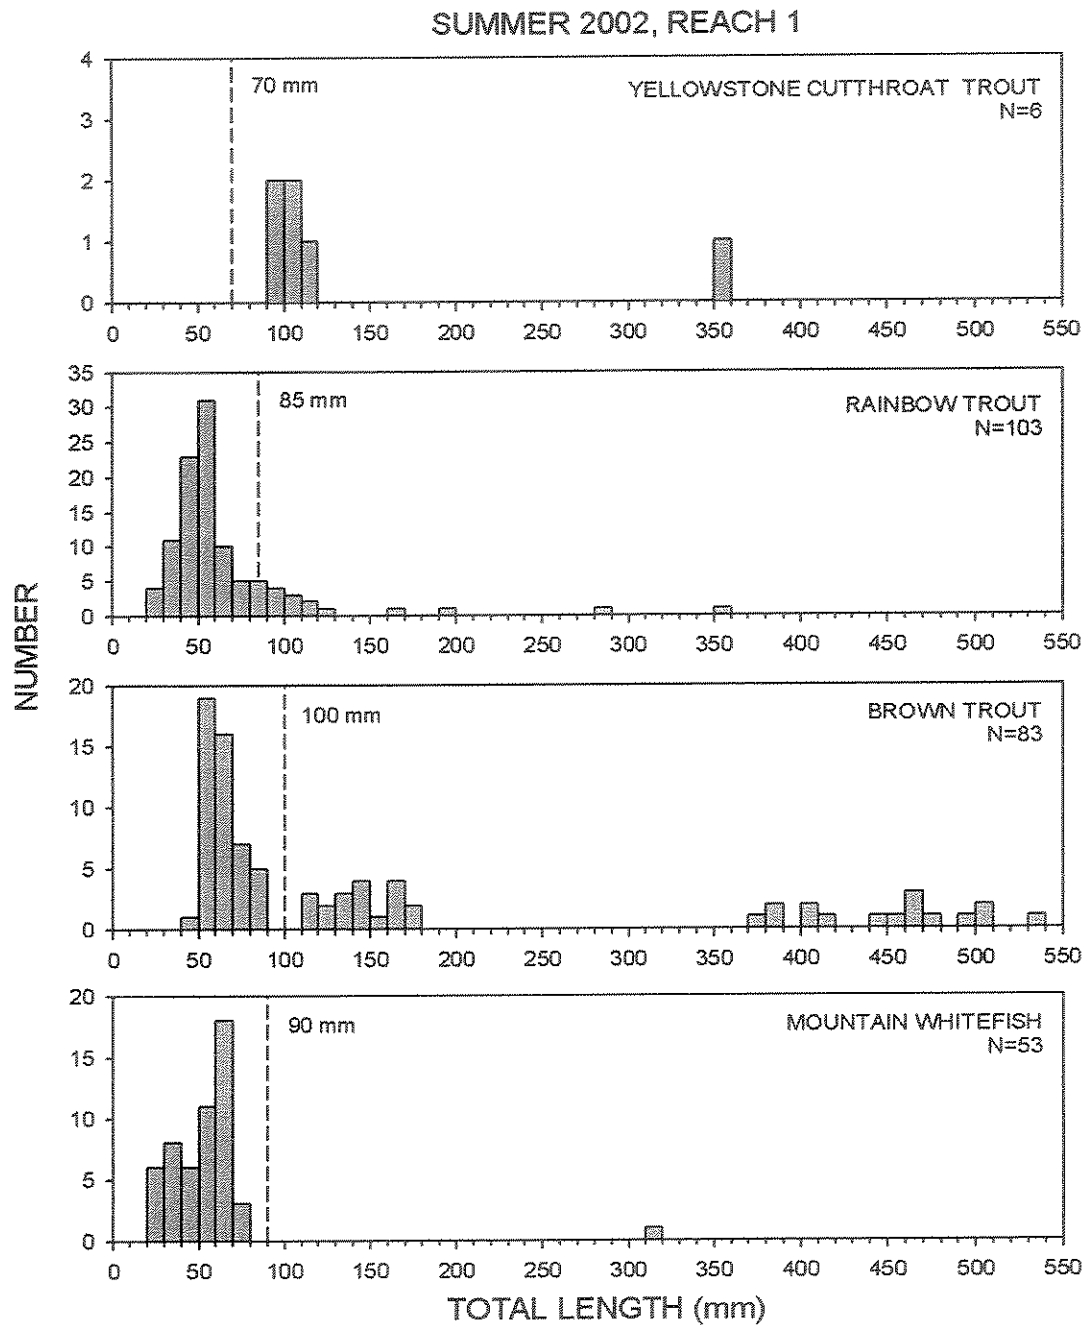 SUMMER 2002, REACH 1
4
70 mm
YELLOWSTONE CUTTHROAT TROUT
N=6
3
2
1
0
0 50 100 150 200 250 300 350 400 450 500 550
35
85 mm
RAINBOW TROUT
N=103
30
25
20
15
10
5
0
0 50 100 150 200 250 300 350 400 450 500 550
NUMBER
20
100 mm
BROWN TROUT
N=83
15
10
5
0
0 50 100 150 200 250 300 350 400 450 500 550
20
90 mm
MOUNTAIN WHITEFISH
N=53
15
10
5
0
0 50 100 150 200 250 300 350 400 450 500 550
TOTAL LENGTH (mm)